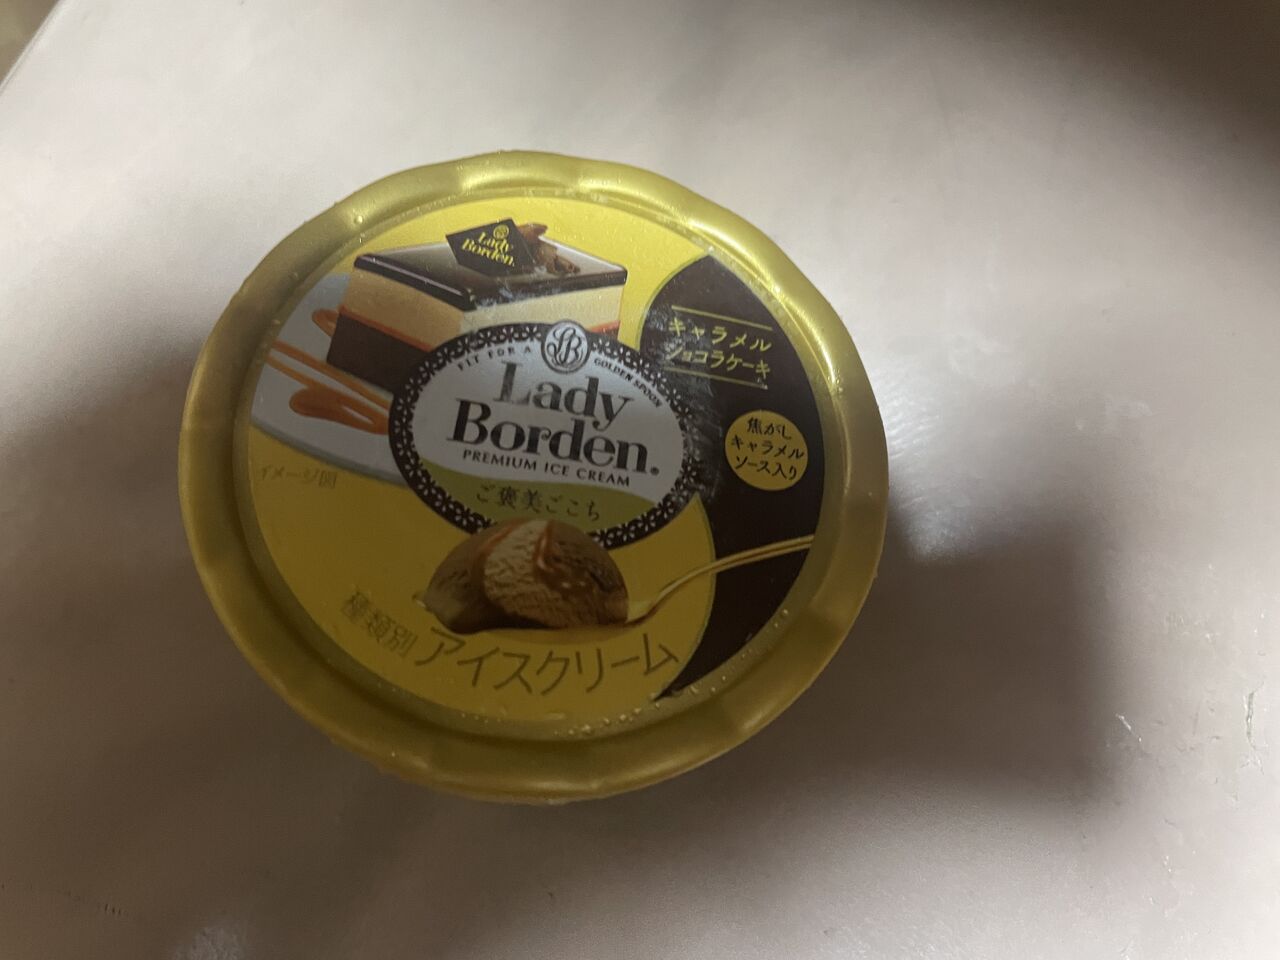 Lady
Borden.
キャラメル
ショコラケーキ
FIT FOR A
LB
GOLDEN SPOON
Lady
Borden®
PREMIUM ICE CREAM
ご褒美ごこち
焦がし
キャラメル
ソース入り
イメージ図
種類別 アイスクリーム